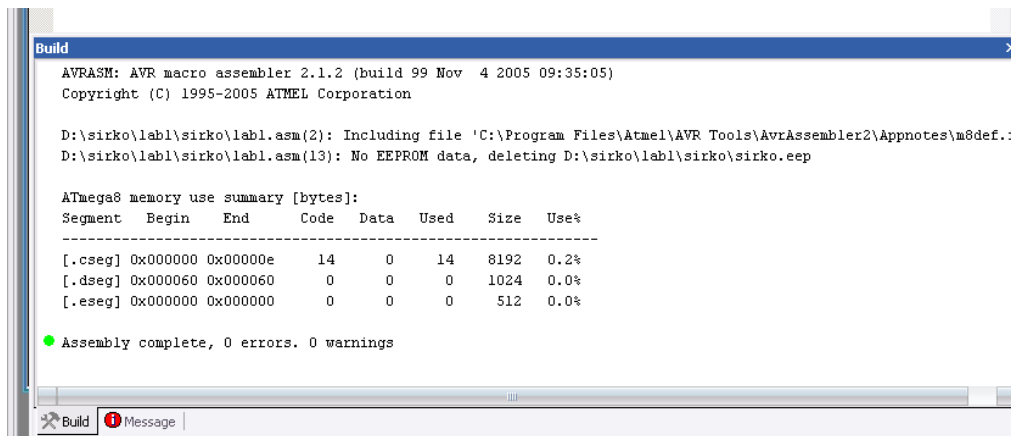 Build
AVRASM: AVR macro assembler 2.1.2 (build 99 Nov  4 2005 09:35:05)
Copyright (C) 1995-2005 ATMEL Corporation
D:\sirko\lab1\sirko\lab1.asm(2): Including file 'C:\Program Files\Atmel\AVR Tools\AvrAssembler2\Appnotes\m8def.
D:\sirko\lab1\sirko\lab1.asm(13): No EEPROM data, deleting D:\sirko\lab1\sirko\sirko.eep
ATmega8 memory use summary [bytes]:
Segment   Begin    End      Code   Data   Used    Size   Use%
---------------------------------------------------------------
[.cseg] 0x000000 0x00000e     14      0     14    8192   0.2%
[.dseg] 0x000060 0x000060      0      0      0    1024   0.0%
[.eseg] 0x000000 0x000000      0      0      0     512   0.0%
Assembly complete, 0 errors. 0 warnings
Build Message